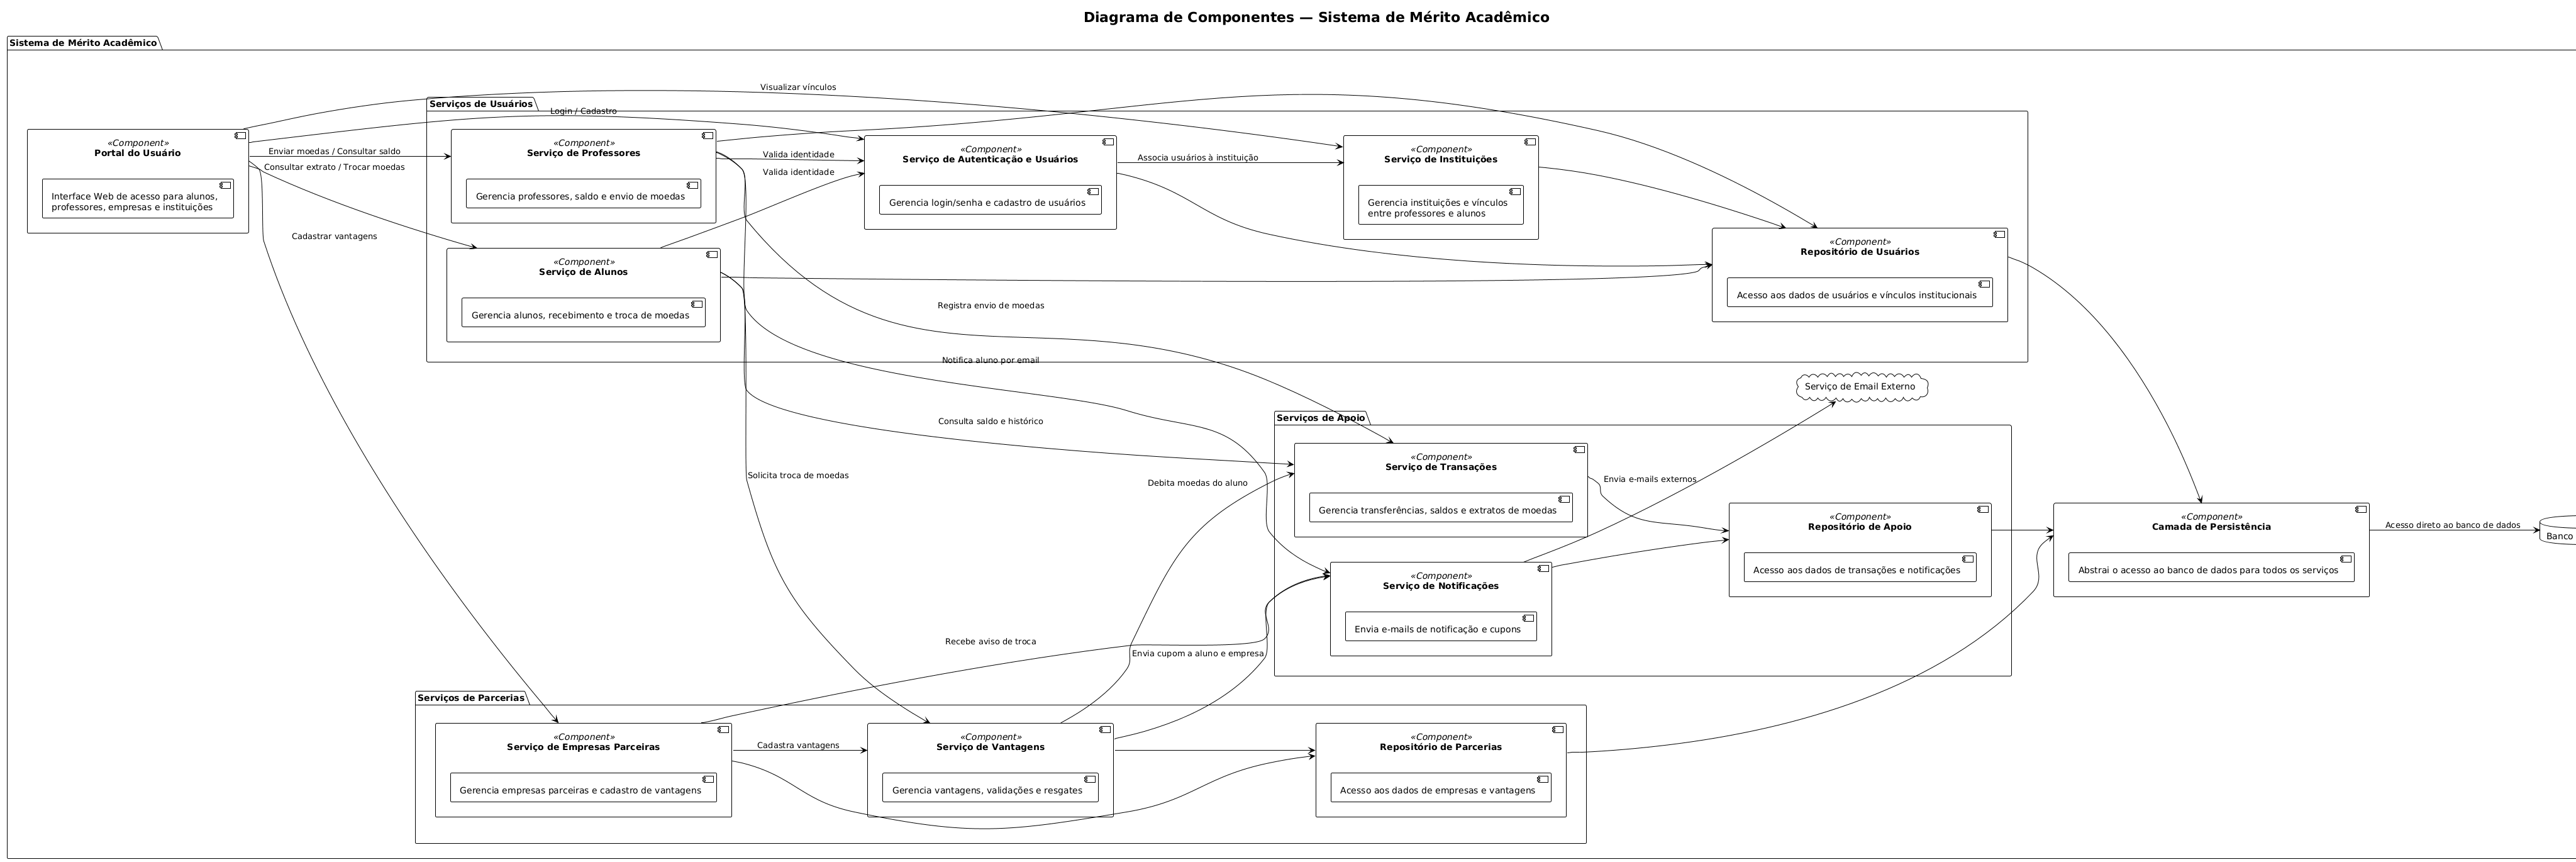 Diagrama de Componentes — Sistema de Mérito Acadêmico
Sistema de Mérito Acadêmico
Visualizar vínculos
Serviços de Usuários
Login / Cadastro
«Component»
Portal do Usuário
Interface Web de acesso para alunos,
professores, empresas e instituições
Enviar moedas / Consultar saldo
Consultar extrato / Trocar moedas
Cadastrar vantagens
«Component»
Serviço de Professores
Gerencia professores, saldo e envio de moedas
Valida identidade
Valida identidade
«Component»
Serviço de Autenticação e Usuários
Gerencia login/senha e cadastro de usuários
Associa usuários à instituição
«Component»
Serviço de Instituições
Gerencia instituições e vínculos
entre professores e alunos
«Component»
Repositório de Usuários
Acesso aos dados de usuários e vínculos institucionais
«Component»
Serviço de Alunos
Gerencia alunos, recebimento e troca de moedas
Registra envio de moedas
Notifica aluno por email
Consulta saldo e histórico
Solicita troca de moedas
Debita moedas do aluno
Serviço de Email Externo
Serviços de Apoio
«Component»
Serviço de Transações
Gerencia transferências, saldos e extratos de moedas
Envia e-mails externos
«Component»
Repositório de Apoio
Acesso aos dados de transações e notificações
«Component»
Camada de Persistência
Abstrai o acesso ao banco de dados para todos os serviços
Acesso direto ao banco de dados
Banco
«Component»
Serviço de Notificações
Envia e-mails de notificação e cupons
Recebe aviso de troca
Envia cupom a aluno e empresa
Serviços de Parcerias
«Component»
Serviço de Empresas Parceiras
Gerencia empresas parceiras e cadastro de vantagens
Cadastra vantagens
«Component»
Serviço de Vantagens
Gerencia vantagens, validações e resgates
«Component»
Repositório de Parcerias
Acesso aos dados de empresas e vantagens